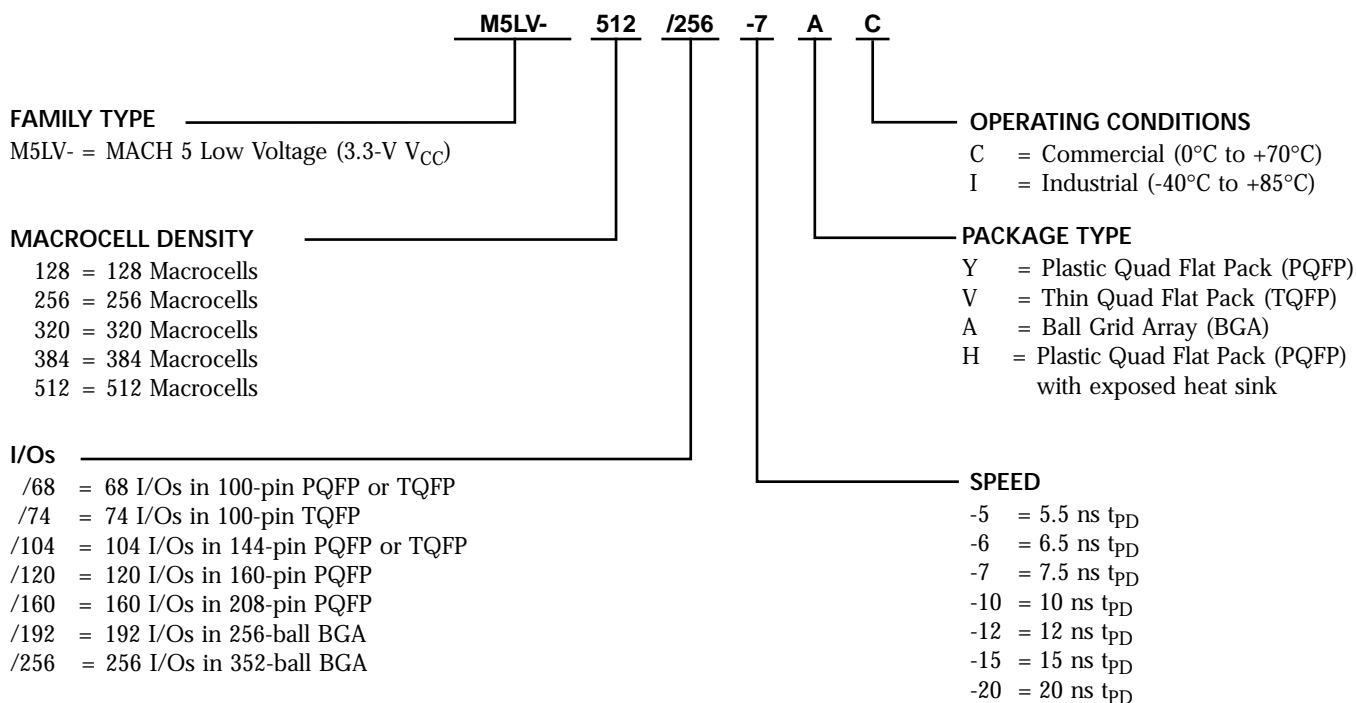 M5LV- 512 /256 -7 A C
FAMILY TYPE
M5LV- = MACH 5 Low Voltage (3.3-V VCC)
MACROCELL DENSITY
128 = 128 Macrocells
256 = 256 Macrocells
320 = 320 Macrocells
384 = 384 Macrocells
512 = 512 Macrocells
I/Os
/68 = 68 I/Os in 100-pin PQFP or TQFP
/74 = 74 I/Os in 100-pin TQFP
/104 = 104 I/Os in 144-pin PQFP or TQFP
/120 = 120 I/Os in 160-pin PQFP
/160 = 160 I/Os in 208-pin PQFP
/192 = 192 I/Os in 256-ball BGA
/256 = 256 I/Os in 352-ball BGA
OPERATING CONDITIONS
C = Commercial (0°C to +70°C)
I = Industrial (-40°C to +85°C)
PACKAGE TYPE
Y = Plastic Quad Flat Pack (PQFP)
V = Thin Quad Flat Pack (TQFP)
A = Ball Grid Array (BGA)
H = Plastic Quad Flat Pack (PQFP)
with exposed heat sink
SPEED
-5 = 5.5 ns tPD
-6 = 6.5 ns tPD
-7 = 7.5 ns tPD
-10 = 10 ns tPD
-12 = 12 ns tPD
-15 = 15 ns tPD
-20 = 20 ns tPD